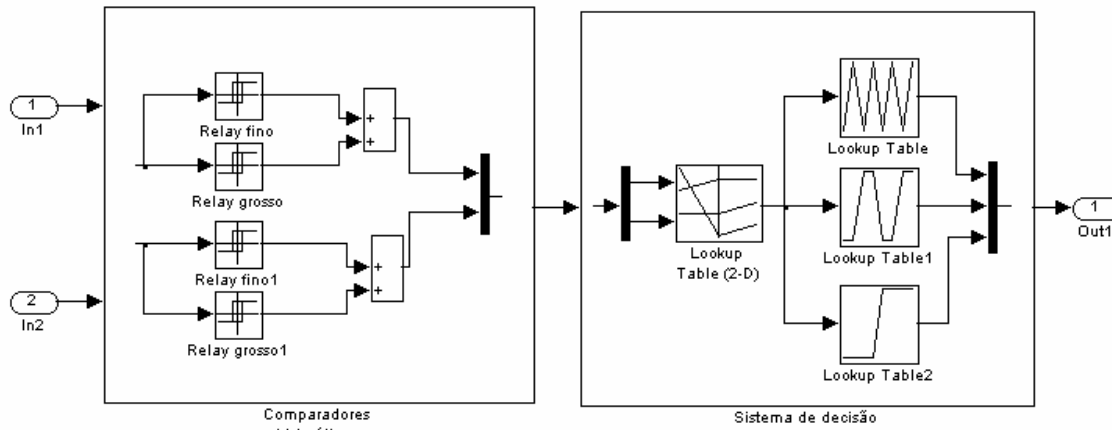 1
In1
2
In2
Relay fino
+
+
Relay grosso
Relay fino1
+
+
Relay grosso1
Comparadores
Lookup
Table (2-D)
Lookup Table
Lookup Table1
Lookup Table2
Sistema de decisão
1
Out1